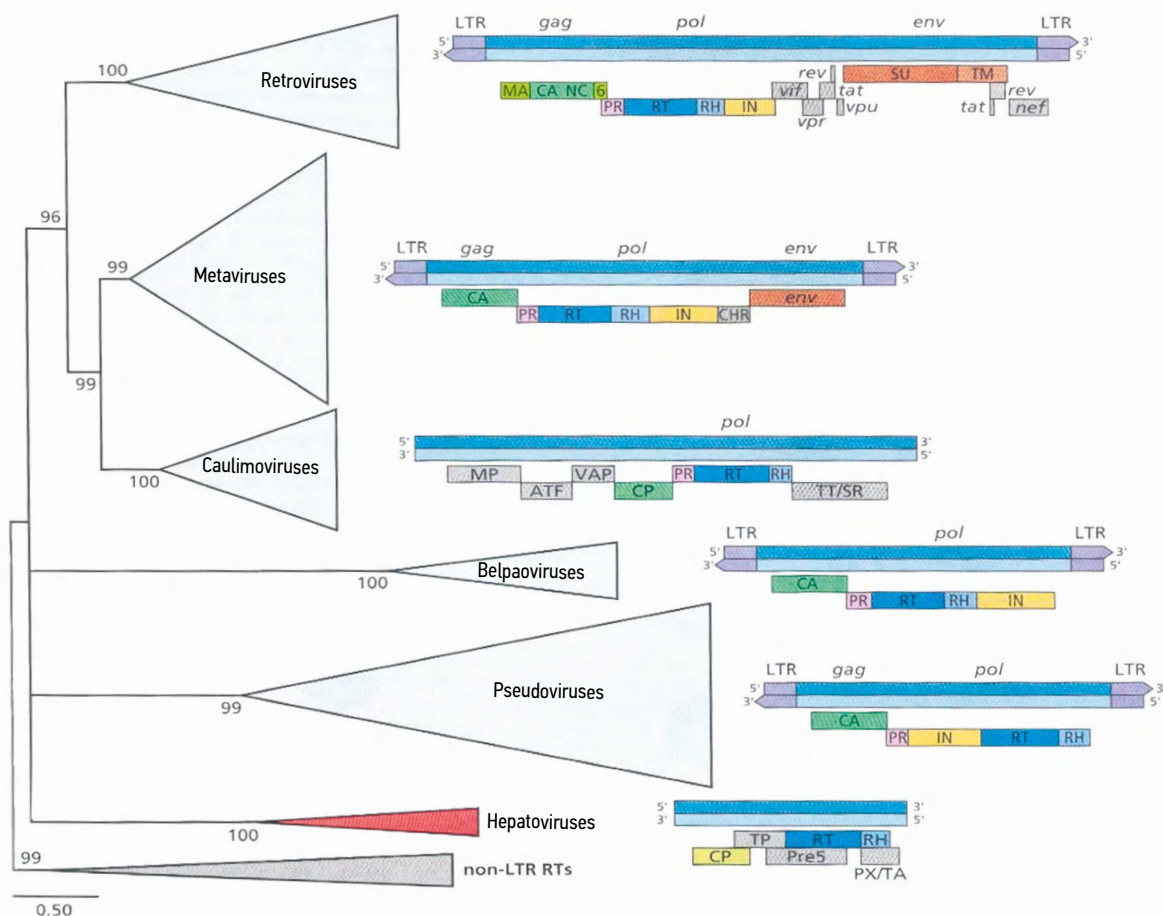 LTR gag pol env LTR
5' 3'
3' 5'
100 Retroviruses
rev SU TM
MA CA NC 6 vif tat rev
PR RT RH IN vpr vpu tat nef
96
gag pol env
LTR LTR
5' 3'
3' 5'
99 Metaviruses
CA env
PR RT RH IN CHR
99
pol
5' 3'
3' 5'
100 Caulimoviruses
MP VAP PR RT RH
ATF CP TT/SR
LTR pol LTR
5' 3'
3' 5'
100 Belpaoviruses
CA
PR RT RH IN
LTR gag pol LTR
5' 3'
3' 5'
99 Pseudoviruses
CA
PR IN RT RH
5' 3'
3' 5'
100 Hepatoviruses
TP RT RH
CP Pre5
PX/TA
99 non-LTR RTs
0.50